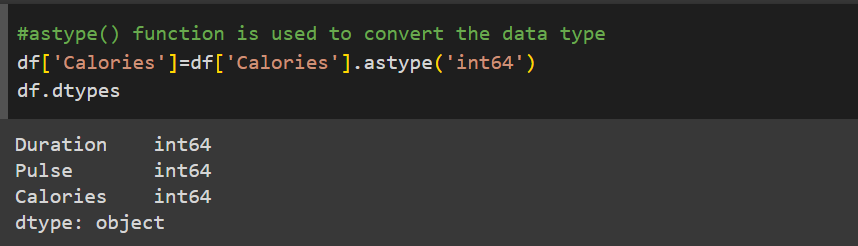 #astype() function is used to convert the data type
df['Calories']=df['Calories'].astype('int64')
df.dtypes
Duration    int64
Pulse       int64
Calories    int64
dtype: object